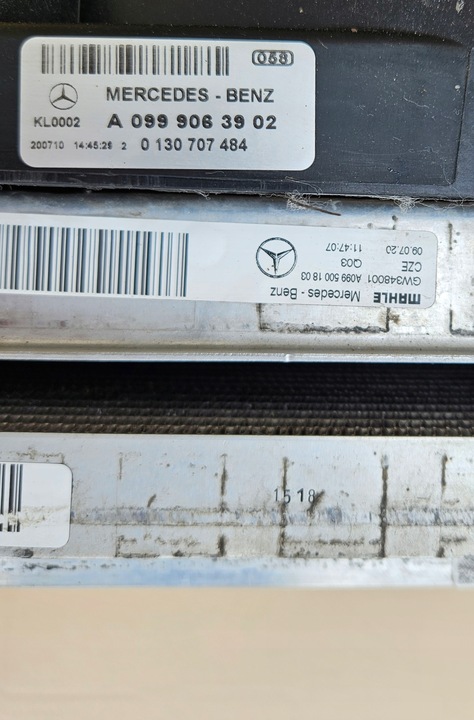 058
MERCEDES - BENZ
KL0002 A 099 906 39 02
200710 14:45:29 2 0 130 707 484
MAHLE Mercedes - Benz
GW348001 A099 500 18 03
CZE Q03
09.07.20 11:47:07
1518